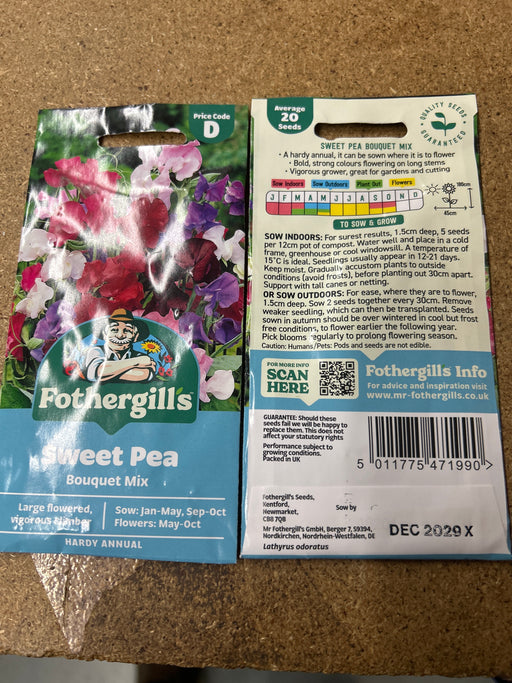 Price Code
D
Fothergill's
Sweet Pea
Bouquet Mix
Large flowered,
vigorous climber
Sow: Jan-May, Sep-Oct
Flowers: May-Oct
HARDY ANNUAL
Average
20
Seeds
QUALITY SEEDS
GUARANTEED
SWEET PEA BOUQUET MIX
• A hardy annual, it can be sown where it is to flower
• Bold, strong colours flowering on long stems
• Vigorous grower, great for gardens and cutting
Sow Indoors Sow Outdoors Plant Out Flowers
J F M A M J J A S O N D
180cm
45cm
TO SOW & GROW
SOW INDOORS: For surest results, 1.5cm deep, 5 seeds
per 12cm pot of compost. Water well and place in a cold
frame, greenhouse or cool windowsill. A temperature of
15°C is ideal. Seedlings usually appear in 12-21 days.
Keep moist. Gradually accustom plants to outside
conditions (avoid frosts), before planting out 30cm apart.
Support with tall canes or netting.
OR SOW OUTDOORS: For ease, where they are to flower,
1.5cm deep. Sow 2 seeds together every 30cm. Remove
weaker seedling, which can then be transplanted. Seeds
sown in autumn should be over wintered in cool but frost
free conditions, to flower earlier the following year.
Pick blooms regularly to prolong flowering season.
Caution: Humans/Pets: Pods and seeds are not edible.
FOR MORE INFO
SCAN
HERE
Fothergills Info
For advice and inspiration visit
www.mr-fothergills.co.uk
GUARANTEE: Should these
seeds fail we will be happy to
replace them. This does not
affect your statutory rights
Performance subject to
growing conditions.
Packed in UK
5 011775 471990
Fothergill's Seeds,
Kentford,
Newmarket,
CB8 7QB
Sow by
DEC 2029 X
Mr Fothergill's GmbH, Berger 7, 59394,
Nordkirchen, Nordrhein-Westfalen, DE
Lathyrus odoratus